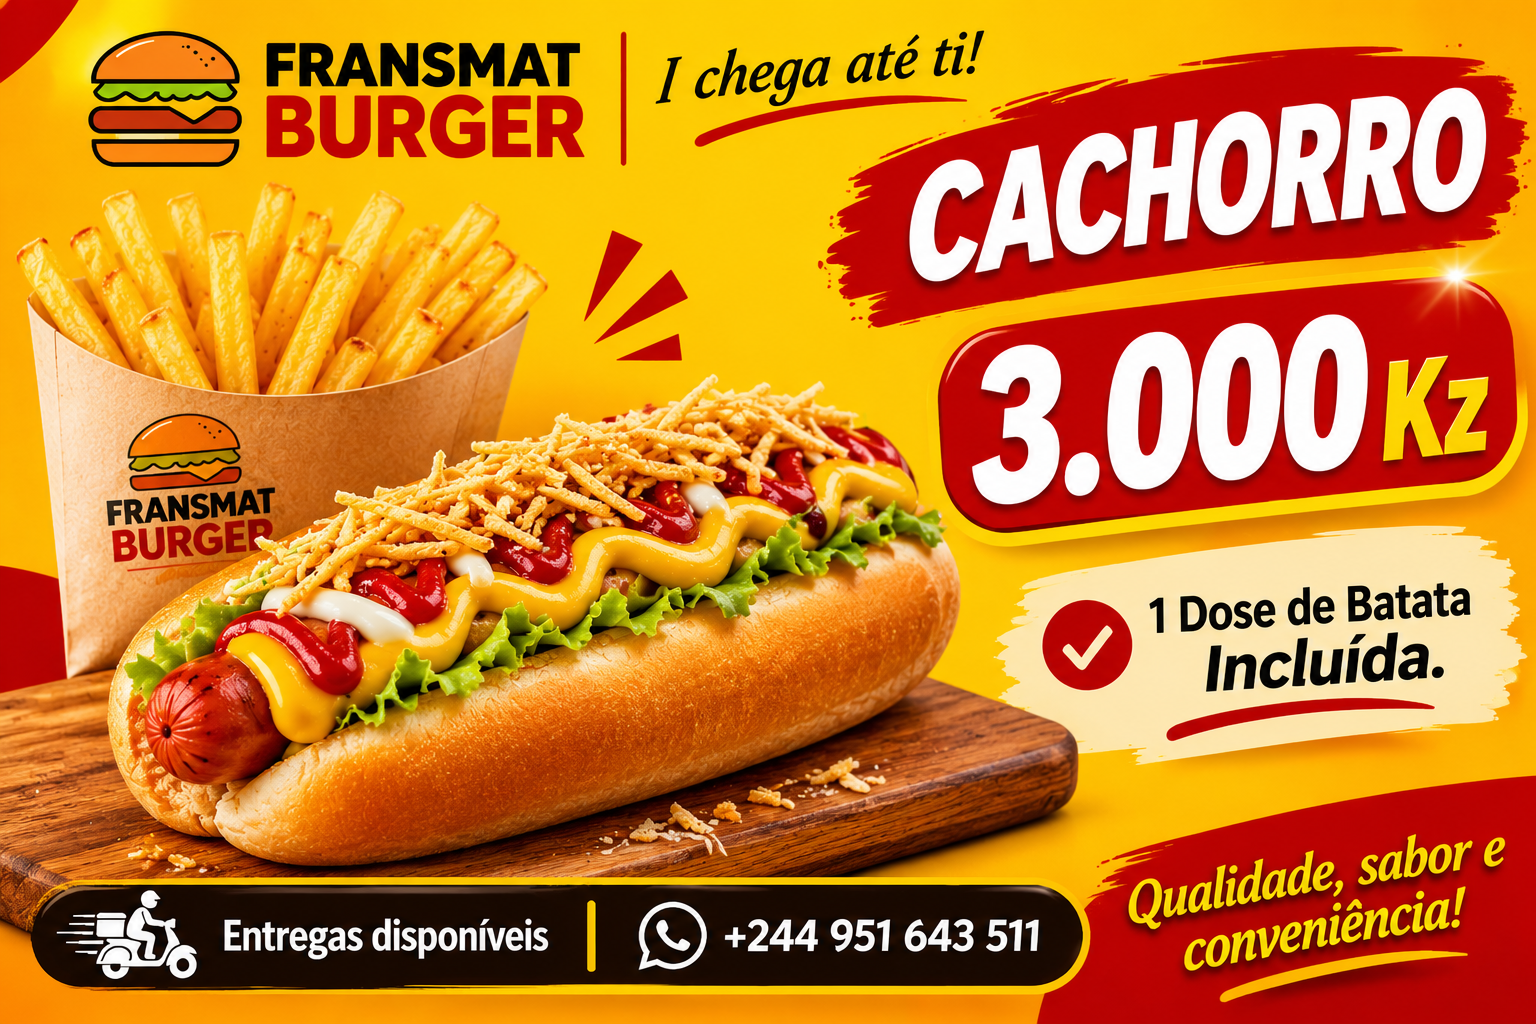 FRANSMAT
BURGER
I chega até ti!
CACHORRO
3.000 Kz
FRANSMAT
BURGER
1 Dose de Batata
Incluída.
Qualidade, sabor e
conveniência!
Entregas disponíveis
+244 951 643 511